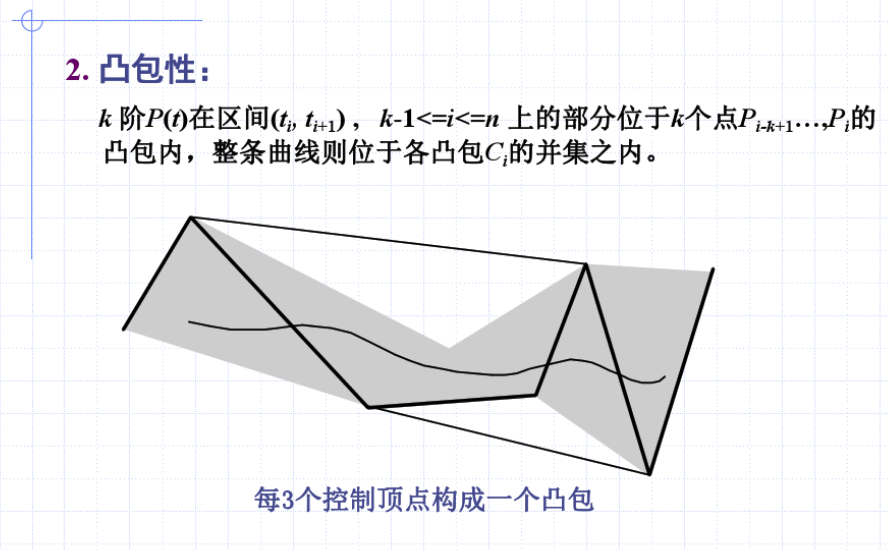 2. 凸包性：
k 阶P(t)在区间(ti, ti+1) ，k-1<=i<=n 上的部分位于k个点Pi-k+1…,Pi的
凸包内，整条曲线则位于各凸包Ci的并集之内。
每3个控制顶点构成一个凸包